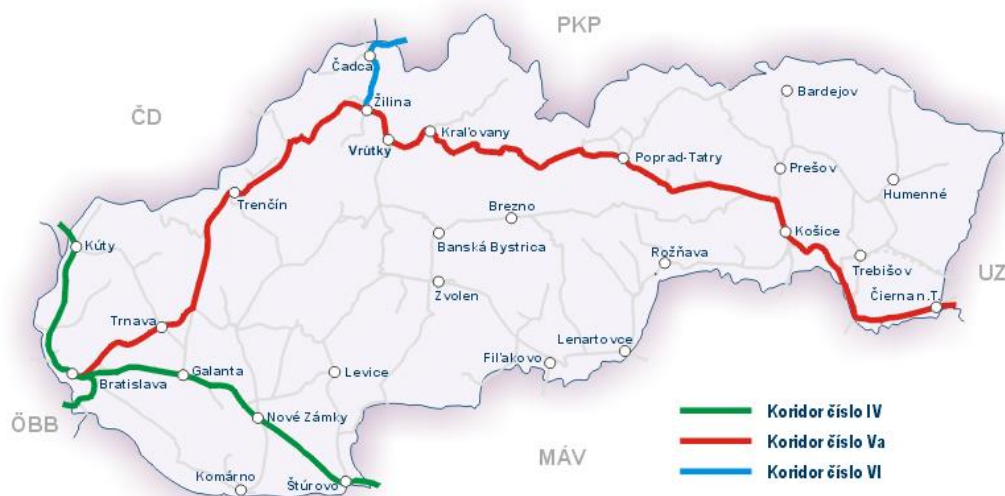 PKP
Čadca
Bardejov
ČD
Žilina
Kraľovany
Vrútky
Poprad-Tatry
Prešov
Humenné
Trenčín
Brezno
Košice
Kúty
Banská Bystrica
Rožňava
Trebišov
UZ
Zvolen
Čierna n.T.
Trnava
Lenartovce
Fiľakovo
Bratislava
Galanta
Levice
ÖBB
Nové Zámky
Koridor číslo IV
Koridor číslo Va
MÁV
Komárno
Štúrovo
Koridor číslo VI